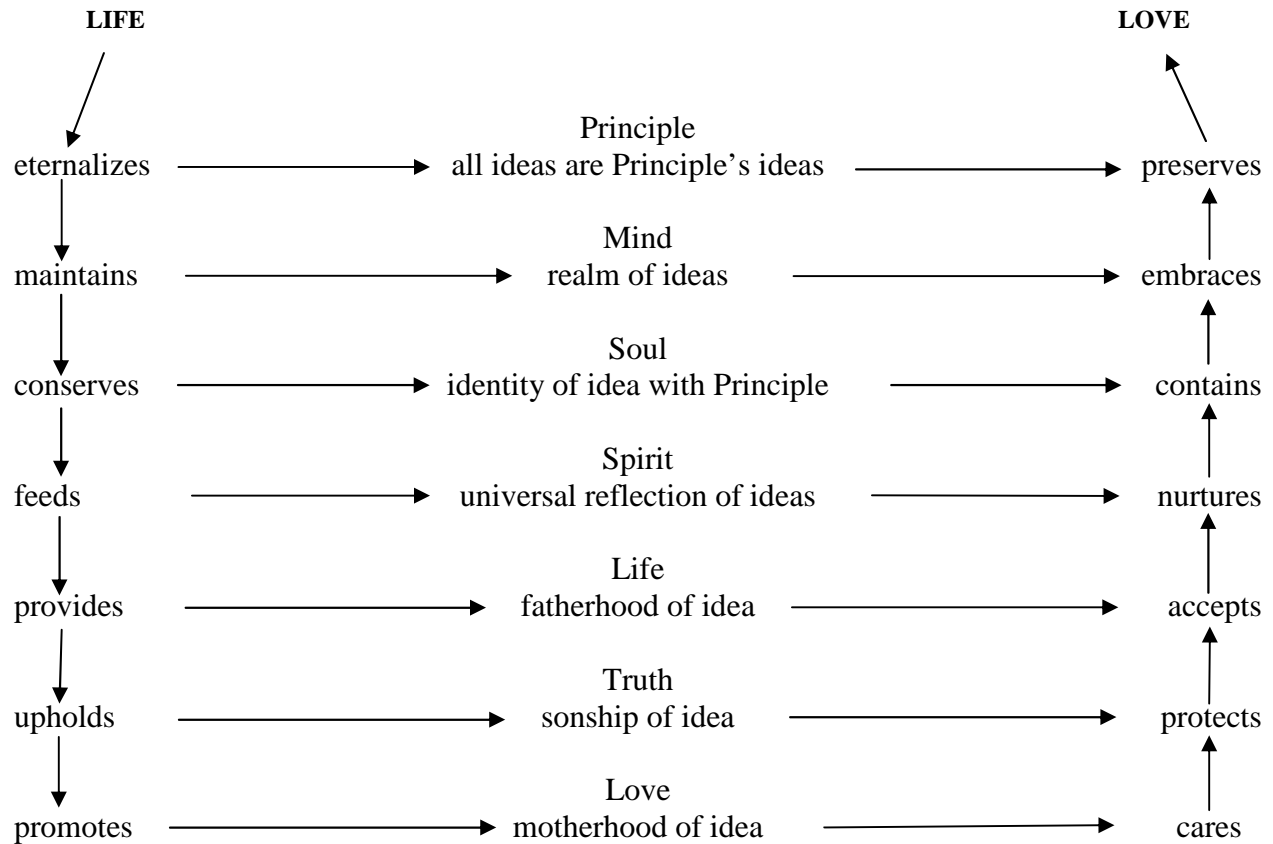 LIFE LOVE
Principle
eternalizes all ideas are Principle’s ideas preserves
Mind
maintains realm of ideas embraces
Soul
conserves identity of idea with Principle contains
Spirit
feeds universal reflection of ideas nurtures
Life
provides fatherhood of idea accepts
Truth
upholds sonship of idea protects
Love
promotes motherhood of idea cares